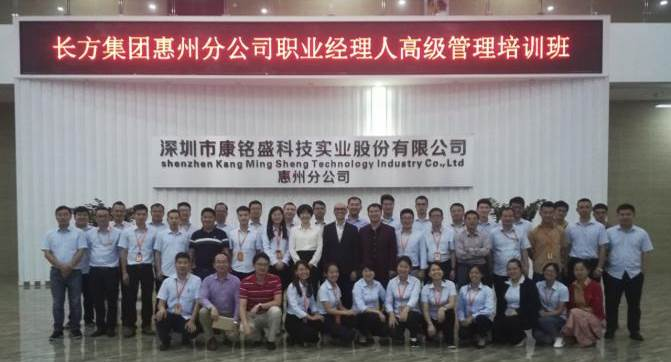 长方集团惠州分公司职业经理人高级管理培训班
深圳市康铭盛科技实业股份有限公司
shenzhen Kang Ming Sheng Technology Industry Co.,Ltd
惠州分公司